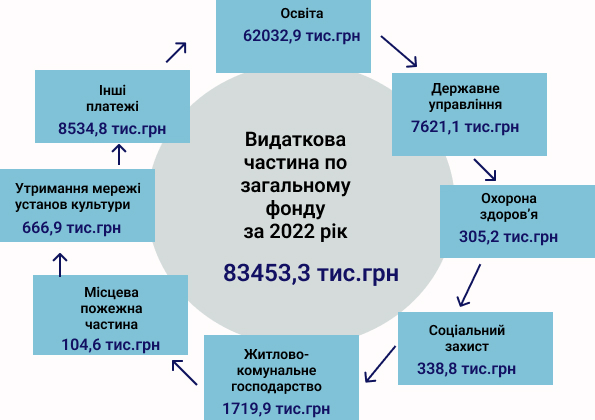 Освіта
62032,9 тис.грн
Державне
управління
7621,1 тис.грн
Охорона
здоров’я
305,2 тис.грн
Соціальний
захист
338,8 тис.грн
Житлово-
комунальне
господарство
1719,9 тис.грн
Місцева
пожежна
частина
104,6 тис.грн
Утримання мережі
установ культури
666,9 тис.грн
Інші
платежі
8534,8 тис.грн
Видаткова
частина по
загальному
фонду
за 2022 рік
83453,3 тис.грн